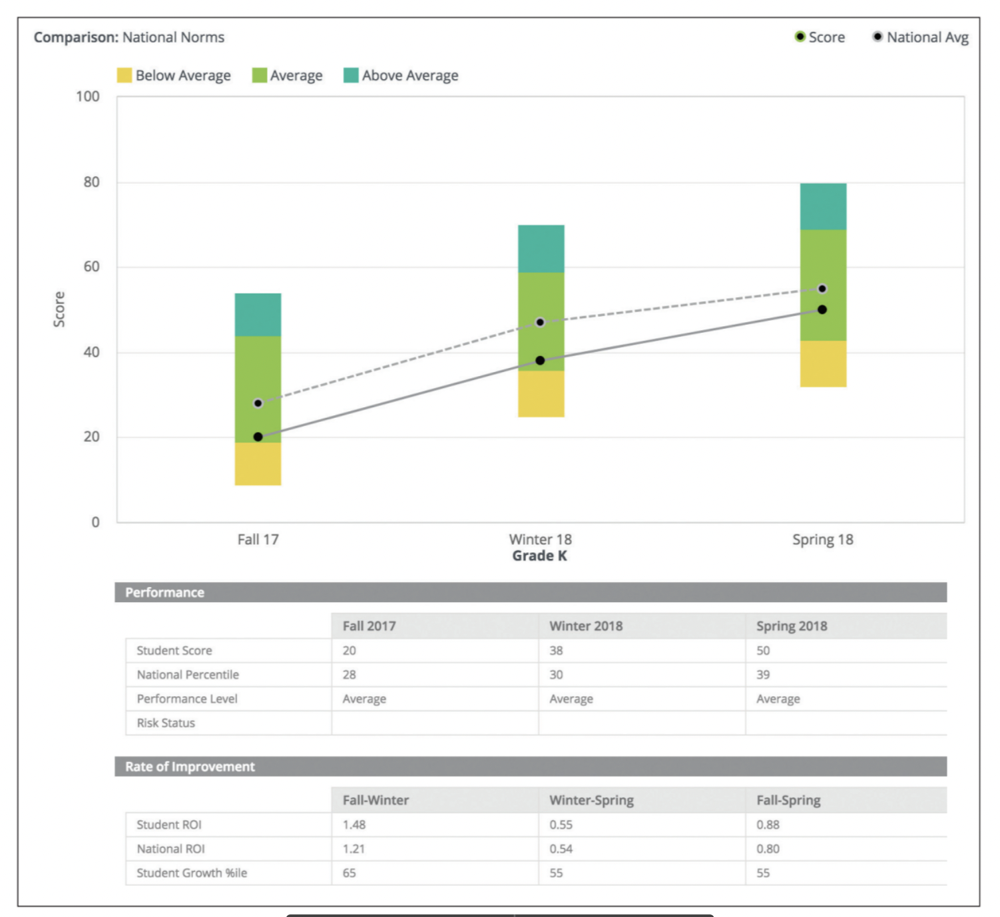 Comparison: National Norms
Score
National Avg
Below Average
Average
Above Average
100
80
60
40
20
0
Score
Fall 17
Winter 18
Spring 18
Grade K
Performance
Fall 2017 Winter 2018 Spring 2018
Student Score 20 38 50
National Percentile 28 30 39
Performance Level Average Average Average
Risk Status
Rate of Improvement
Fall-Winter Winter-Spring Fall-Spring
Student ROI 1.48 0.55 0.88
National ROI 1.21 0.54 0.80
Student Growth %ile 65 55 55